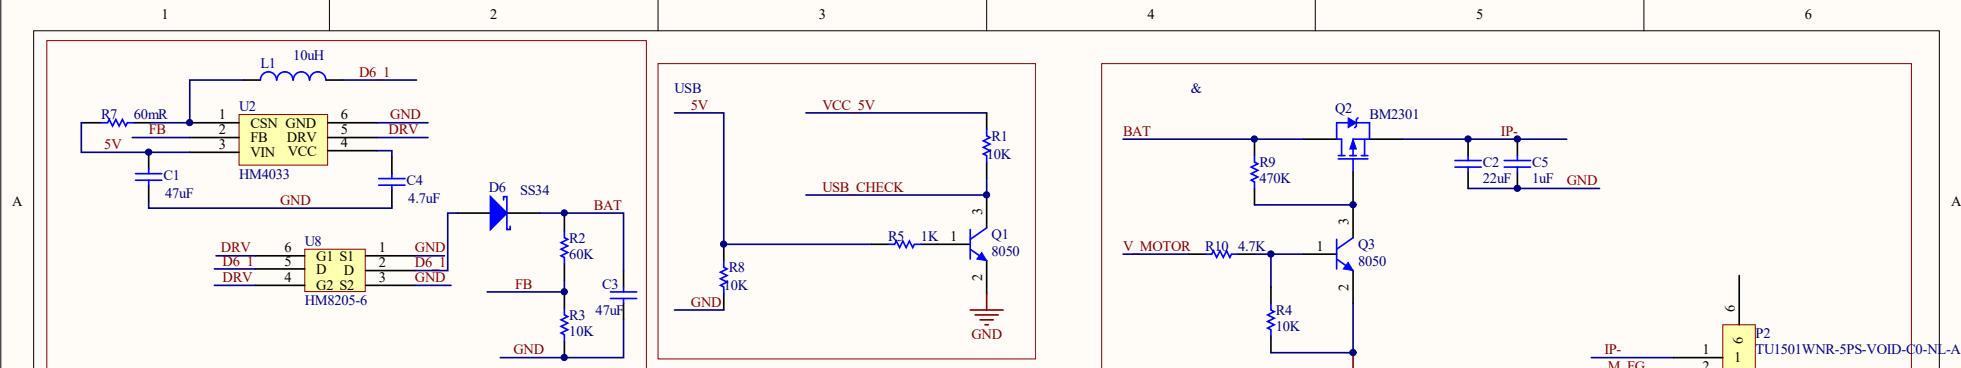 1 2 3 4 5 6
A
A
L1 10uH
D6_1
R7 60mR
U2
1 CSN GND 6 GND
FB 2 FB DRV 5 DRV
5V 3 VIN VCC 4
HM4033
C1
47uF
C4
4.7uF
GND
D6 SS34
BAT
U8
DRV 6 G1 S1 1 GND
D6_1 5 D D 2 D6_1
DRV 4 G2 S2 3 GND
HM8205-6
R2
60K
FB
C3
47uF
R3
10K
GND
USB
5V
VCC_5V
R1
10K
USB_CHECK
3
R5 1K 1
Q1
8050
R8
10K
2
GND
GND
&
Q2 BM2301
BAT
IP-
R9
470K
C2
22uF
C5
1uF
GND
3
V_MOTOR R10 4.7K 1
Q3
8050
2
R4
10K
6
P2
6
TU1501WNR-5PS-VOID-C0-NL-A
IP- 1 1
M_FG 2